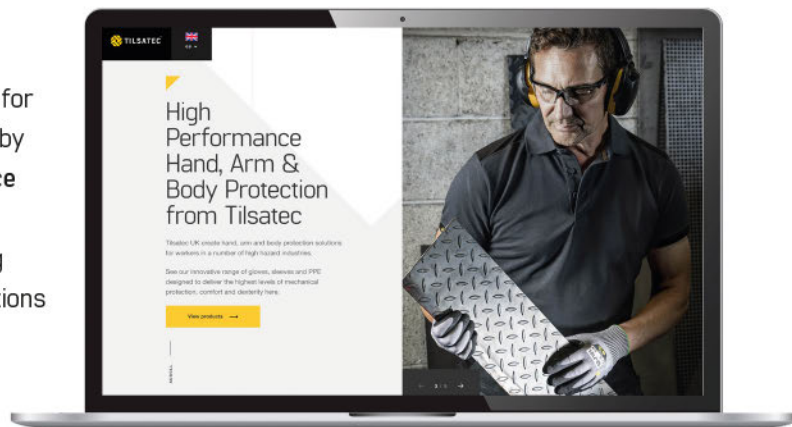 for
by
ce
g
tions
TILSATEC
High
Performance
Hand, Arm &
Body Protection
from Tilsatec
Tilsatec UK create hand, arm and body protection solutions
for workers in a number of high hazard industries.
See our innovative range of gloves, sleeves and PPE
designed to deliver the highest levels of mechanical
protection, comfort and dexterity here.
View products